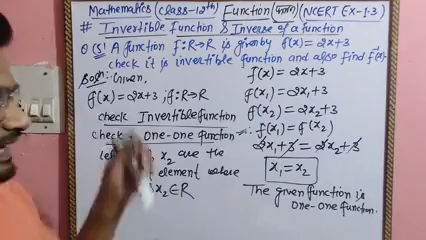 Mathematics (Class-12th) Function (फलन) (NCERT Ex-1.3)
# Invertible Function & Inverse of a function
Q.(5) A function f:R→R is given by f(x) = 2x+3
check it is invertible function and also find f⁻¹(x).
Soln: Given,
f(x) = 2x+3 ; f:R→R
check Invertible function
check one-one function :-
let x₂ are the
element where
x₂∈R
f(x) = 2x+3
f(x₁) = 2x₁+3
f(x₂) = 2x₂+3
f(x₁) = f(x₂)
2x₁+3 = 2x₂+3
x₁ = x₂
The given function is
one-one function.